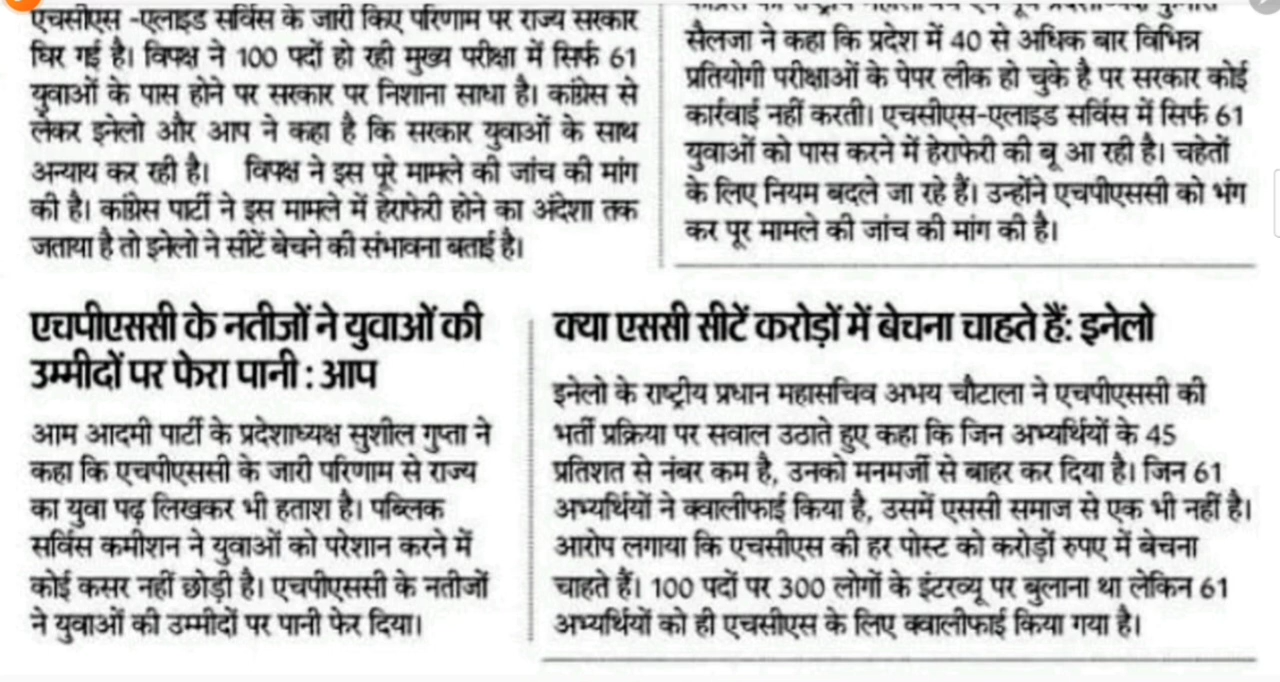 एचसीएस -एलाइड सर्विस के जारी किए परिणाम पर राज्य सरकार
घिर गई है। विपक्ष ने 100 पदों हो रही मुख्य परीक्षा में सिर्फ 61
युवाओं के पास होने पर सरकार पर निशाना साधा है। कांग्रेस से
लेकर इनेलो और आप ने कहा है कि सरकार युवाओं के साथ
अन्याय कर रही है। विपक्ष ने इस पूरे मामले की जांच की मांग
की है। कांग्रेस पार्टी ने इस मामले में हेराफेरी होने का अंदेशा तक
जताया है तो इनेलो ने सीटें बेचने की संभावना बताई है।
सैलजा ने कहा कि प्रदेश में 40 से अधिक बार विभिन्न
प्रतियोगी परीक्षाओं के पेपर लीक हो चुके है पर सरकार कोई
कार्रवाई नहीं करती। एचसीएस-एलाइड सर्विस में सिर्फ 61
युवाओं को पास करने में हेराफेरी की बू आ रही है। चहेतों
के लिए नियम बदले जा रहे हैं। उन्होंने एचपीएससी को भंग
कर पूर मामले की जांच की मांग की है।
एचपीएससी के नतीजों ने युवाओं की
उम्मीदों पर फेरा पानी : आप
आम आदमी पार्टी के प्रदेशाध्यक्ष सुशील गुप्ता ने
कहा कि एचपीएससी के जारी परिणाम से राज्य
का युवा पढ़ लिखकर भी हताश है। पब्लिक
सर्विस कमीशन ने युवाओं को परेशान करने में
कोई कसर नहीं छोड़ी है। एचपीएससी के नतीजों
ने युवाओं की उम्मीदों पर पानी फेर दिया।
क्या एससी सीटें करोड़ों में बेचना चाहते हैं: इनेलो
इनेलो के राष्ट्रीय प्रधान महासचिव अभय चौटाला ने एचपीएससी की
भर्ती प्रक्रिया पर सवाल उठाते हुए कहा कि जिन अभ्यर्थियों के 45
प्रतिशत से नंबर कम है, उनको मनमर्जी से बाहर कर दिया है। जिन 61
अभ्यर्थियों ने क्वालीफाई किया है, उसमें एससी समाज से एक भी नहीं है।
आरोप लगाया कि एचसीएस की हर पोस्ट को करोड़ों रुपए में बेचना
चाहते हैं। 100 पदों पर 300 लोगों के इंटरव्यू पर बुलाना था लेकिन 61
अभ्यर्थियों को ही एचसीएस के लिए क्वालीफाई किया गया है।